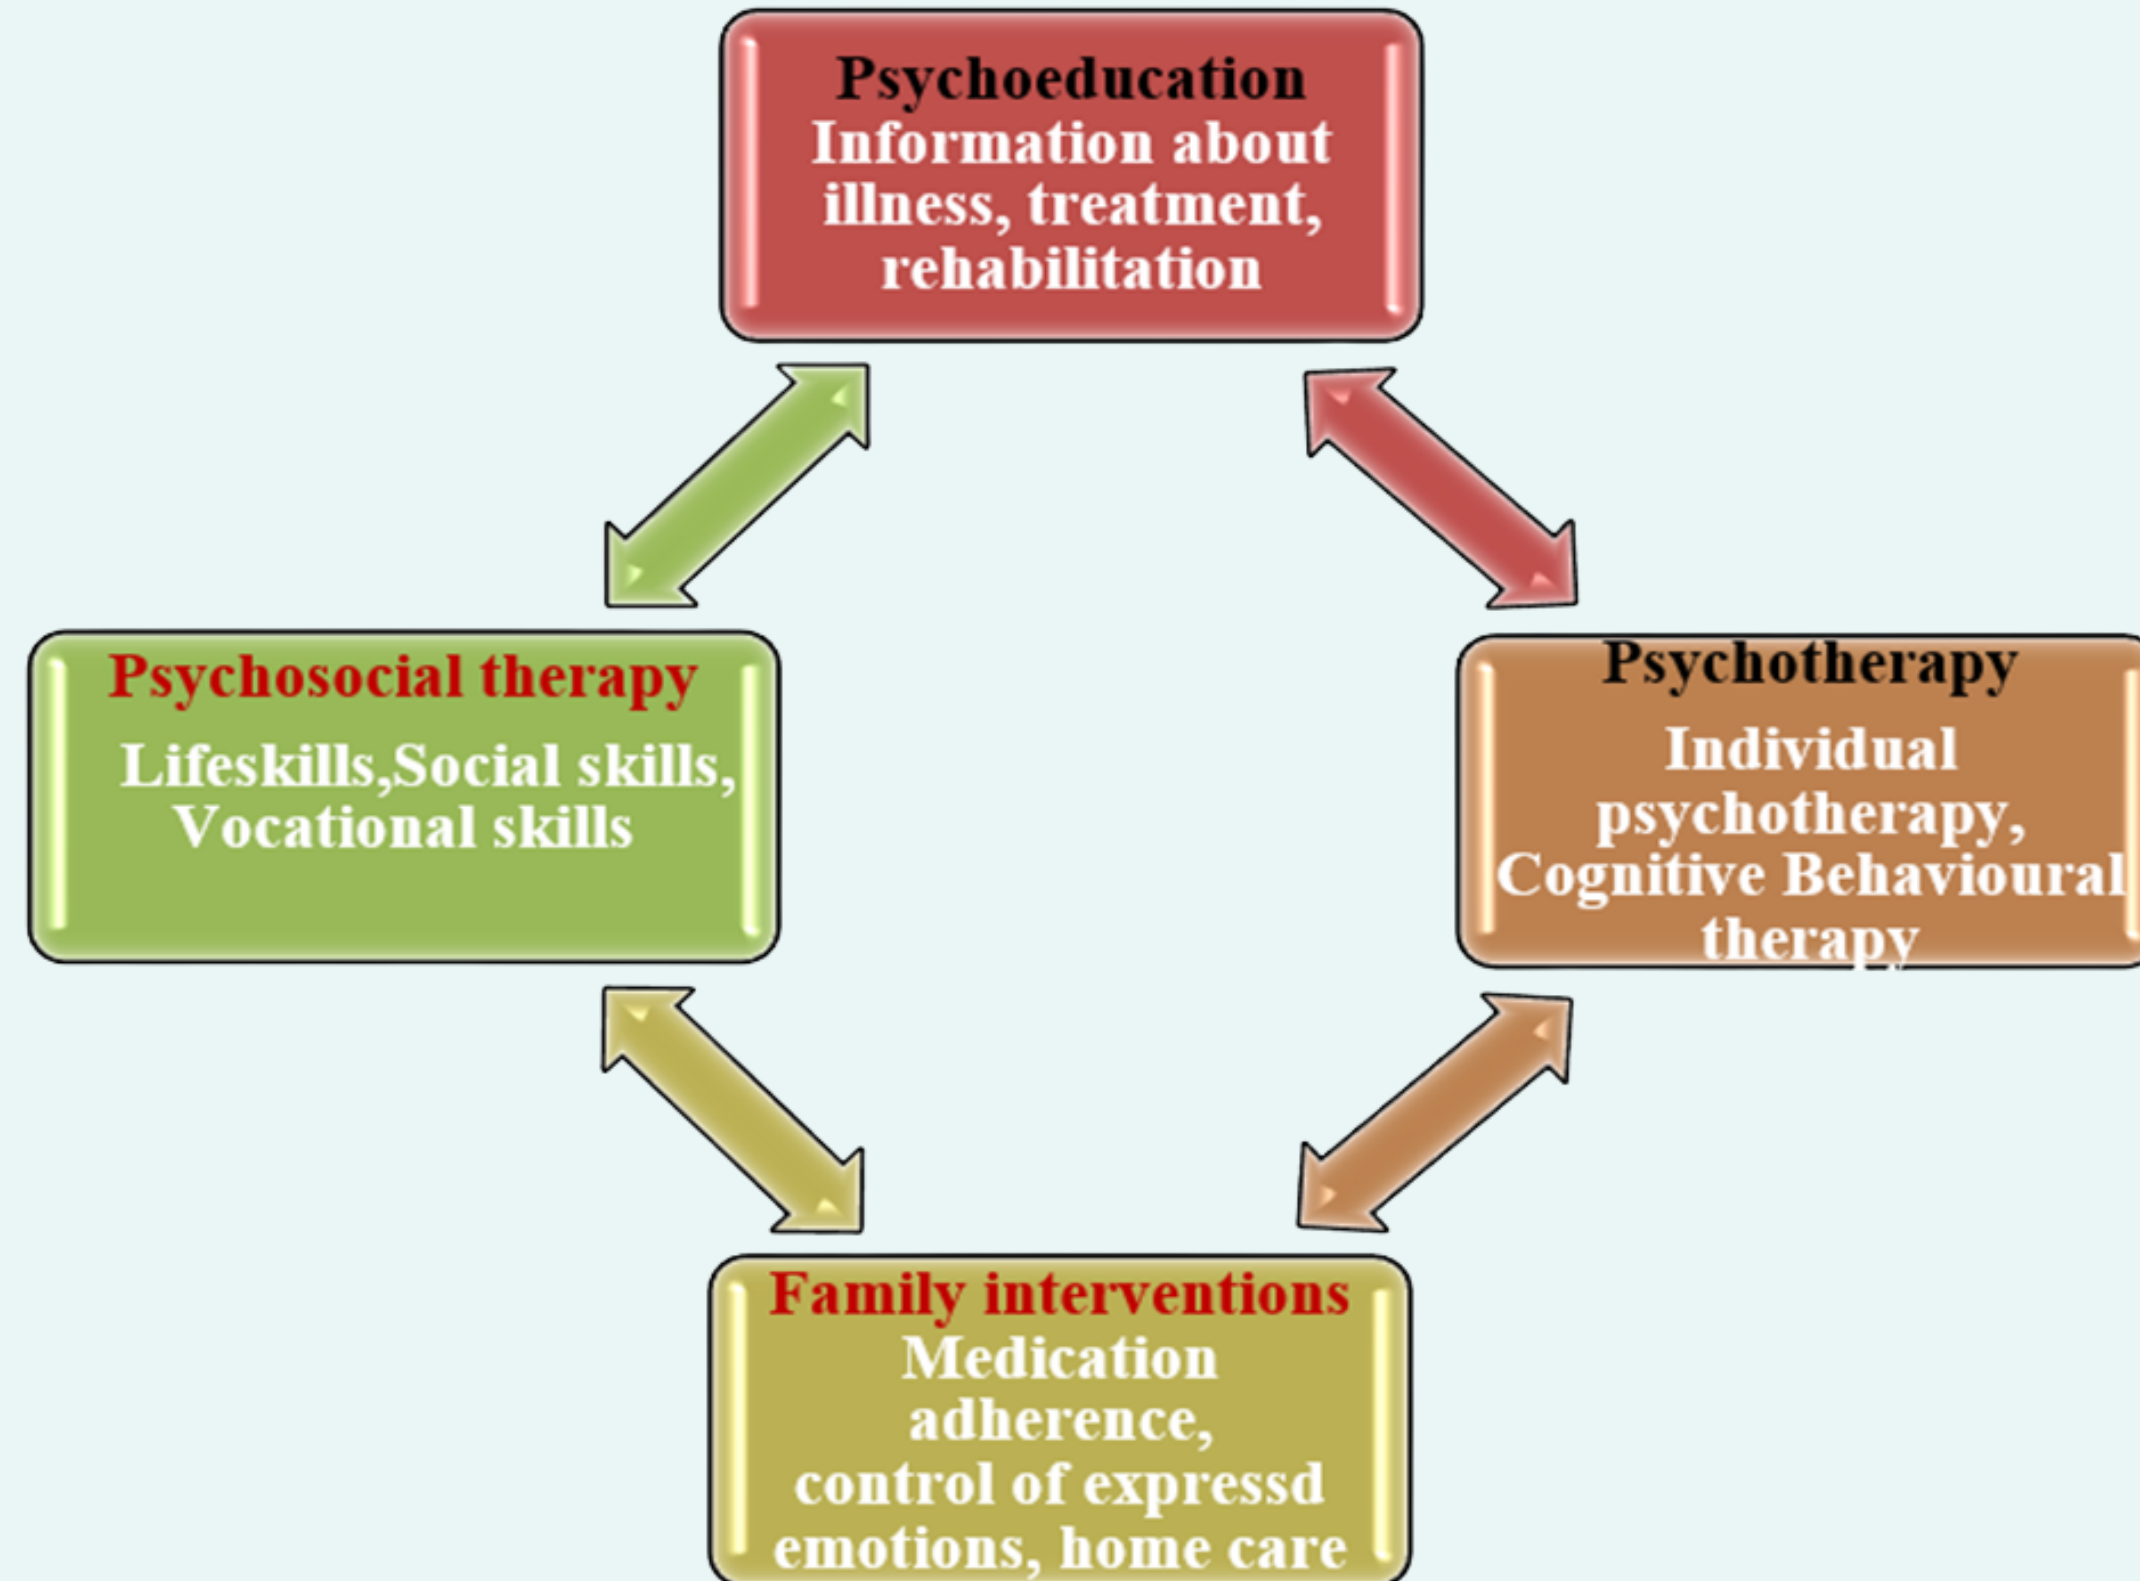 Psychoeducation
Information about
illness, treatment,
rehabilitation
Psychosocial therapy
Lifeskills,Social skills,
Vocational skills
Psychotherapy
Individual
psychotherapy,
Cognitive Behavioural
therapy
Family interventions
Medication
adherence,
control of expressd
emotions, home care